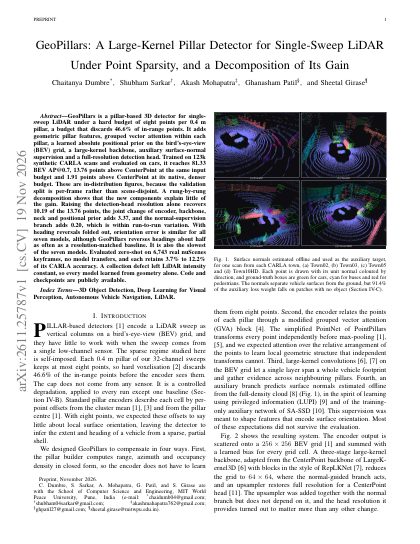 PREPRINT 1
GeoPillars: A Large-Kernel Pillar Detector for Single-Sweep LiDAR
Under Point Sparsity, and a Decomposition of Its Gain
Chaitanya Dumbre*, Shubham Sarkar†, Akash Mohapatra‡, Ghanasham Patil§, and Sheetal Girase¶
arXiv:2611.25787v1 [cs.CV] 19 Nov 2026
Abstract—GeoPillars is a pillar-based 3D detector for single-
sweep LiDAR under a hard budget of eight points per 0.4 m
pillar, a budget that discards 46.6% of in-range points. It adds
geometric pillar features, grouped vector attention within each
pillar, a learned absolute positional prior on the bird's-eye-view
(BEV) grid, a large-kernel backbone, auxiliary surface-normal
supervision and a full-resolution detection head. Trained on 123k
synthetic CARLA scans and evaluated on cars, it reaches 81.33
BEV AP@0.7, 13.76 points above CenterPoint at the same input
budget and 1.91 points above CenterPoint at its native, denser
budget. These are in-distribution figures, because the validation
split is per-frame rather than scene-disjoint. A rung-by-rung
decomposition shows that the new components explain little of the
gain. Raising the detection-head resolution alone recovers
10.19 of the 13.76 points, the joint change of encoder, backbone,
neck and positional prior adds 3.37, and the normal-supervision
branch adds 0.20, which is within run-to-run variation. With
heading reversals folded out, orientation error is similar for
all seven models, although GeoPillars reverses heading about half
as often as a resolution-matched baseline. It is also the slowest
of the seven models. Evaluated zero-shot on 6,743 real nuScenes
keyframes, no model transfers, and each retains 3.7% to 12.2%
of its CARLA accuracy. A collection defect left LiDAR intensity
constant, so every model learned from geometry alone. Code and
checkpoints are publicly available.
Index Terms—3D Object Detection, Deep Learning for Visual
Perception, Autonomous Vehicle Navigation, LiDAR.
I. INTRODUCTION
PILLAR-based detectors [1] encode a LiDAR sweep as
vertical columns on a bird's-eye-view (BEV) grid, and
they have little to work with when the sweep comes from
a single low-channel sensor. The sparse regime studied here
is self-imposed. Each 0.4 m pillar of our 32-channel sweeps
keeps at most eight points, so hard voxelisation [2] discards
46.6% of the in-range points before the encoder sees them.
The cap does not come from any sensor. It is a controlled
degradation, applied to every run except one baseline (Sec-
tion IV-B). Standard pillar encoders describe each cell by per-
point offsets from the cluster mean [1], [3] and from the pillar
centre [1]. With eight points, we expected these offsets to say
little about local surface orientation, leaving the detector to
infer the extent and heading of a vehicle from a sparse, partial
shell.
We designed GeoPillars to compensate in four ways. First,
the pillar builder computes range, azimuth and occupancy
density in closed form, so the encoder does not have to learn
Preprint, November 2026.
C. Dumbre, S. Sarkar, A. Mohapatra, G. Patil, and S. Girase are
with the School of Computer Science and Engineering, MIT World
Peace University, Pune, India (e-mail:
Fig. 1. Surface normals estimated offline and used as the auxiliary target,
for one scan from each CARLA town. (a) Town02, (b) Town03, (c) Town05
and (d) Town10HD. Each point is drawn with its unit normal coloured by
direction, and ground-truth boxes are green for cars, cyan for buses and red for
pedestrians. The normals separate vehicle surfaces from the ground, but 91.4%
of the auxiliary loss weight falls on patches with no object (Section IV-C).
them from eight points. Second, the encoder relates the points
of each pillar through a modified grouped vector attention
(GVA) block [4]. The simplified PointNet of PointPillars
transforms every point independently before max-pooling [1],
[5], and we expected attention over the relative arrangement of
the points to learn local geometric structure that independent
transforms cannot. Third, large-kernel convolutions [6], [7] on
the BEV grid let a single layer span a whole vehicle footprint
and gather evidence across neighbouring pillars. Fourth, an
auxiliary branch predicts surface normals estimated offline
from the full-density cloud [8] (Fig. 1), in the spirit of learning
using privileged information (LUPI) [9] and of the training-
only auxiliary network of SA-SSD [10]. This supervision was
meant to shape features that encode surface orientation. Most
of these expectations did not survive the evaluation.
Fig. 2 shows the resulting system. The encoder output is
scattered onto a 256 × 256 BEV grid [1] and summed with
a learned bias for every grid cell. A three-stage large-kernel
backbone, adapted from the CenterPoint backbone of LargeK-
ernel3D [6] with blocks in the style of RepLKNet [7], reduces
the grid to 64 × 64, where the normal-guided branch acts,
and an upsampler restores full resolution for a CenterPoint
head [11]. The upsampler was added together with the normal
branch but does not depend on it, and the head resolution it
provides turned out to matter more than any other change.